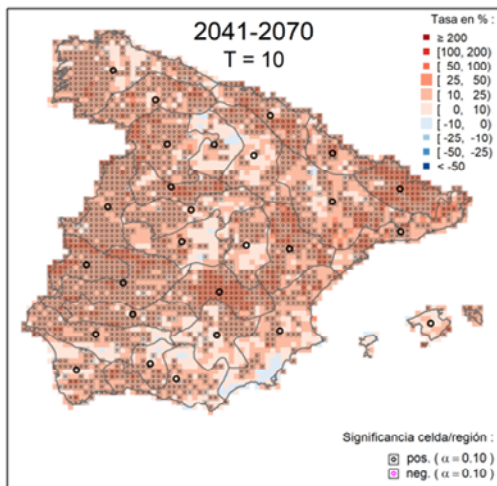 2041-2070
T = 10
Tasa en % :
≥ 200
[100, 200)
[ 50, 100)
[ 25, 50)
[ 10, 25)
[ 0, 10)
[ -10, 0)
[ -25, -10)
[ -50, -25)
< -50
Significancia celda/región :
pos. ( α = 0.10 )
neg. ( α = 0.10 )